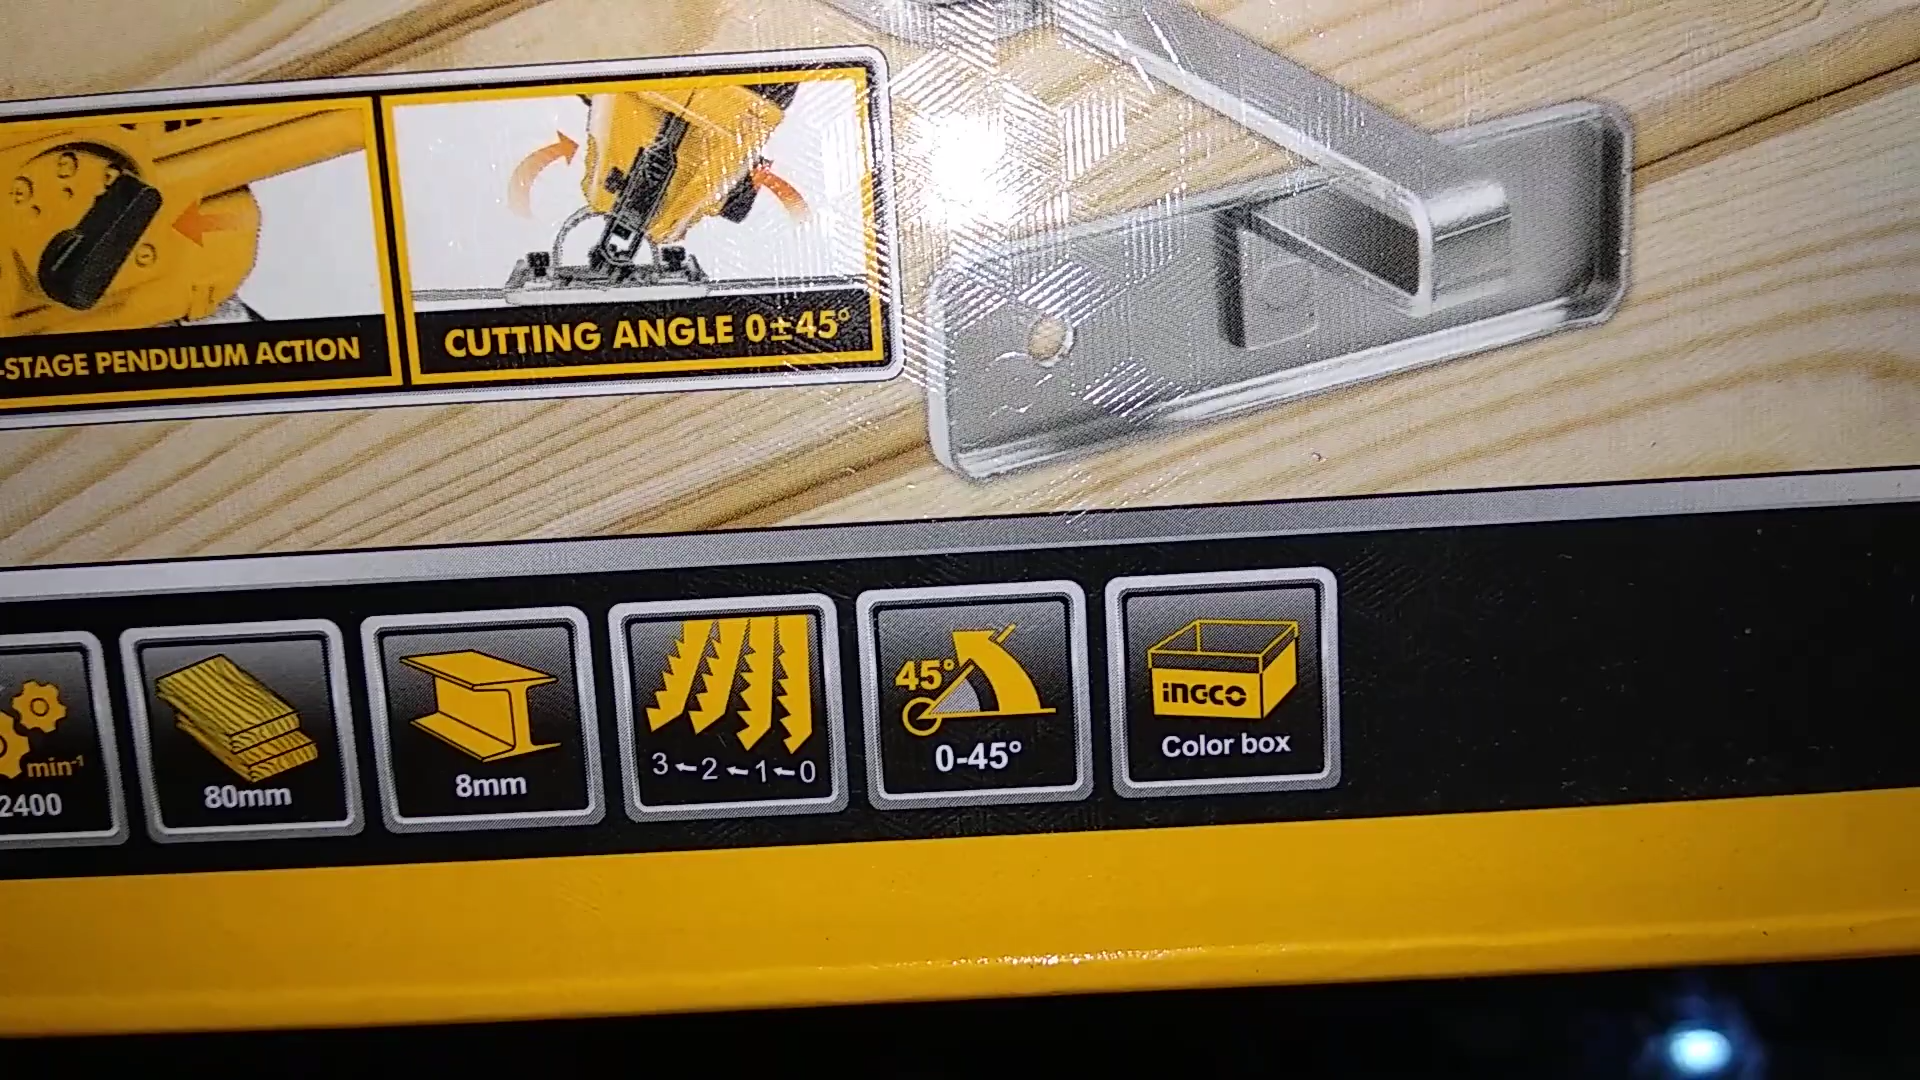 -STAGE PENDULUM ACTION
CUTTING ANGLE 0±45°
min⁻¹
2400
80mm
8mm
3←2←1←0
45°
0-45°
INGCO
Color box